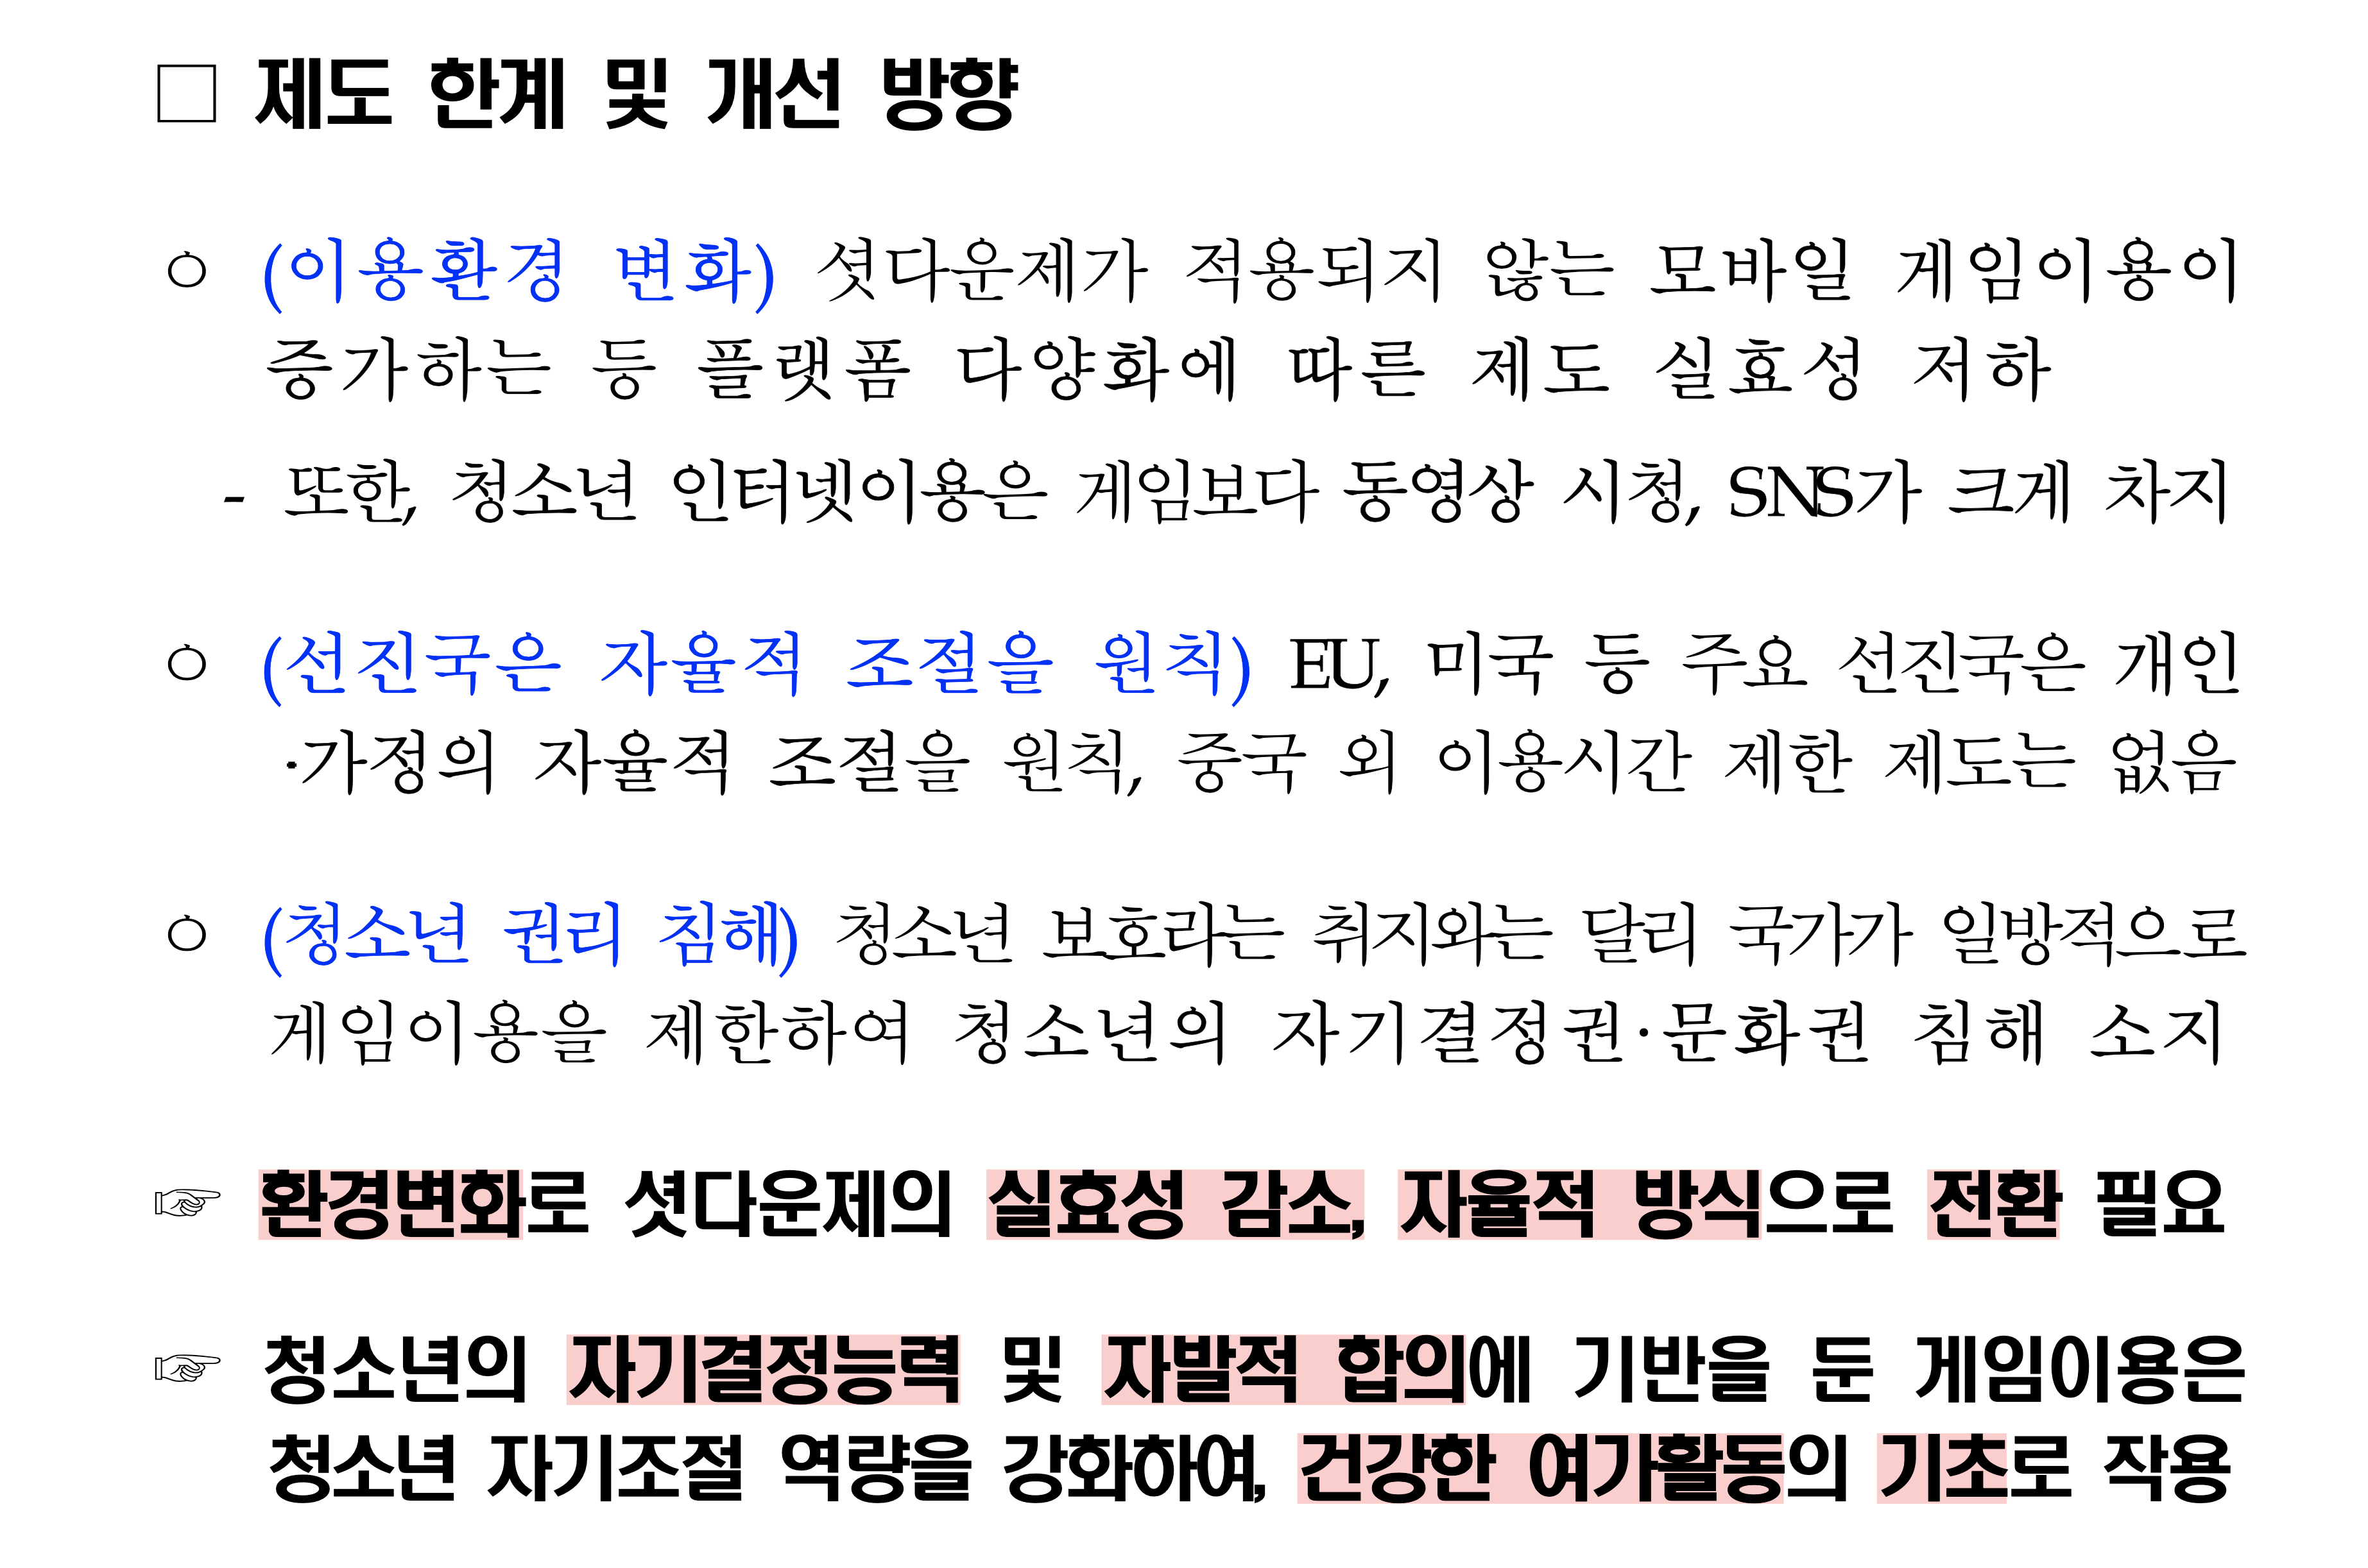 □ 제도 한계 및 개선 방향
ㅇ (이용환경 변화) 셧다운제가 적용되지 않는 모바일 게임이용이
증가하는 등 플랫폼 다양화에 따른 제도 실효성 저하
- 또한, 청소년 인터넷이용은 게임보다 동영상 시청, SNS가 크게 차지
ㅇ (선진국은 자율적 조절을 원칙) EU, 미국 등 주요 선진국은 개인
·가정의 자율적 조절을 원칙, 중국 외 이용시간 제한 제도는 없음
ㅇ (청소년 권리 침해) 청소년 보호라는 취지와는 달리 국가가 일방적으로
게임이용을 제한하여 청소년의 자기결정권·문화권 침해 소지
☞ 환경변화로 셧다운제의 실효성 감소, 자율적 방식으로 전환 필요
☞ 청소년의 자기결정능력 및 자발적 합의에 기반을 둔 게임이용은
청소년 자기조절 역량을 강화하여, 건강한 여가활동의 기초로 작용